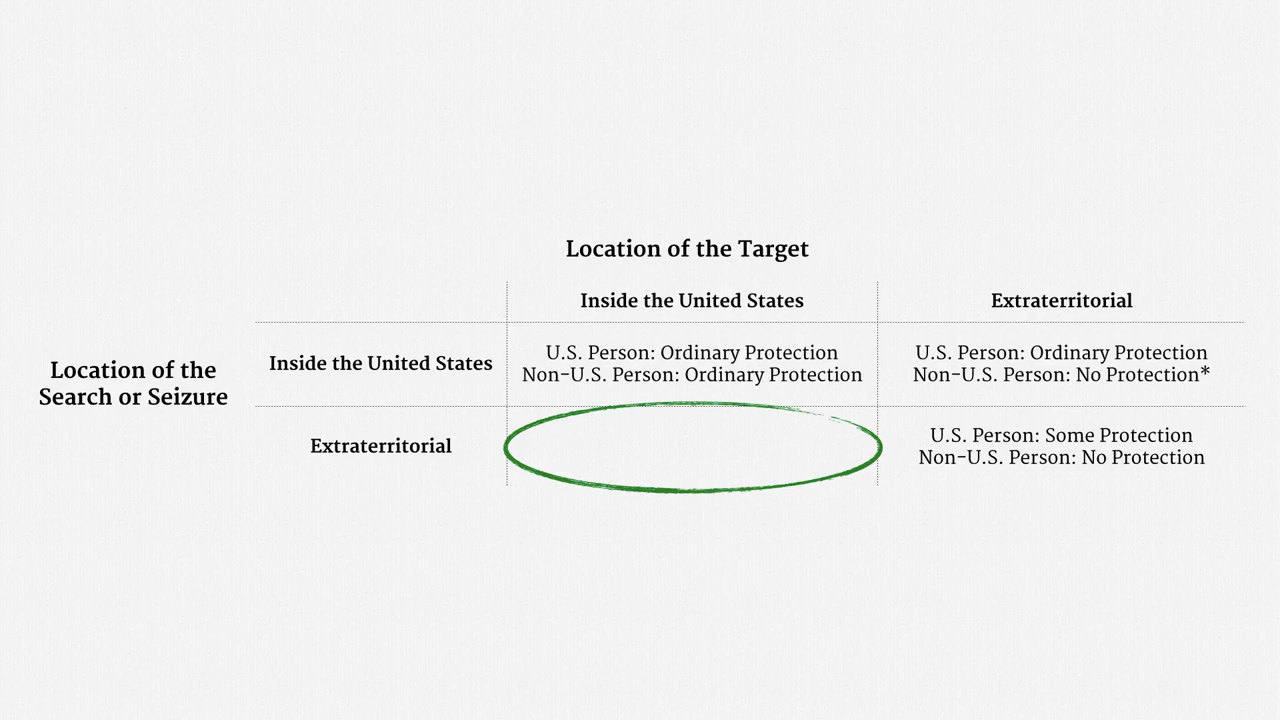 Location of the Target
Inside the United States
Extraterritorial
Location of the
Search or Seizure
Inside the United States
U.S. Person: Ordinary Protection
Non-U.S. Person: Ordinary Protection
U.S. Person: Ordinary Protection
Non-U.S. Person: No Protection*
Extraterritorial
U.S. Person: Some Protection
Non-U.S. Person: No Protection